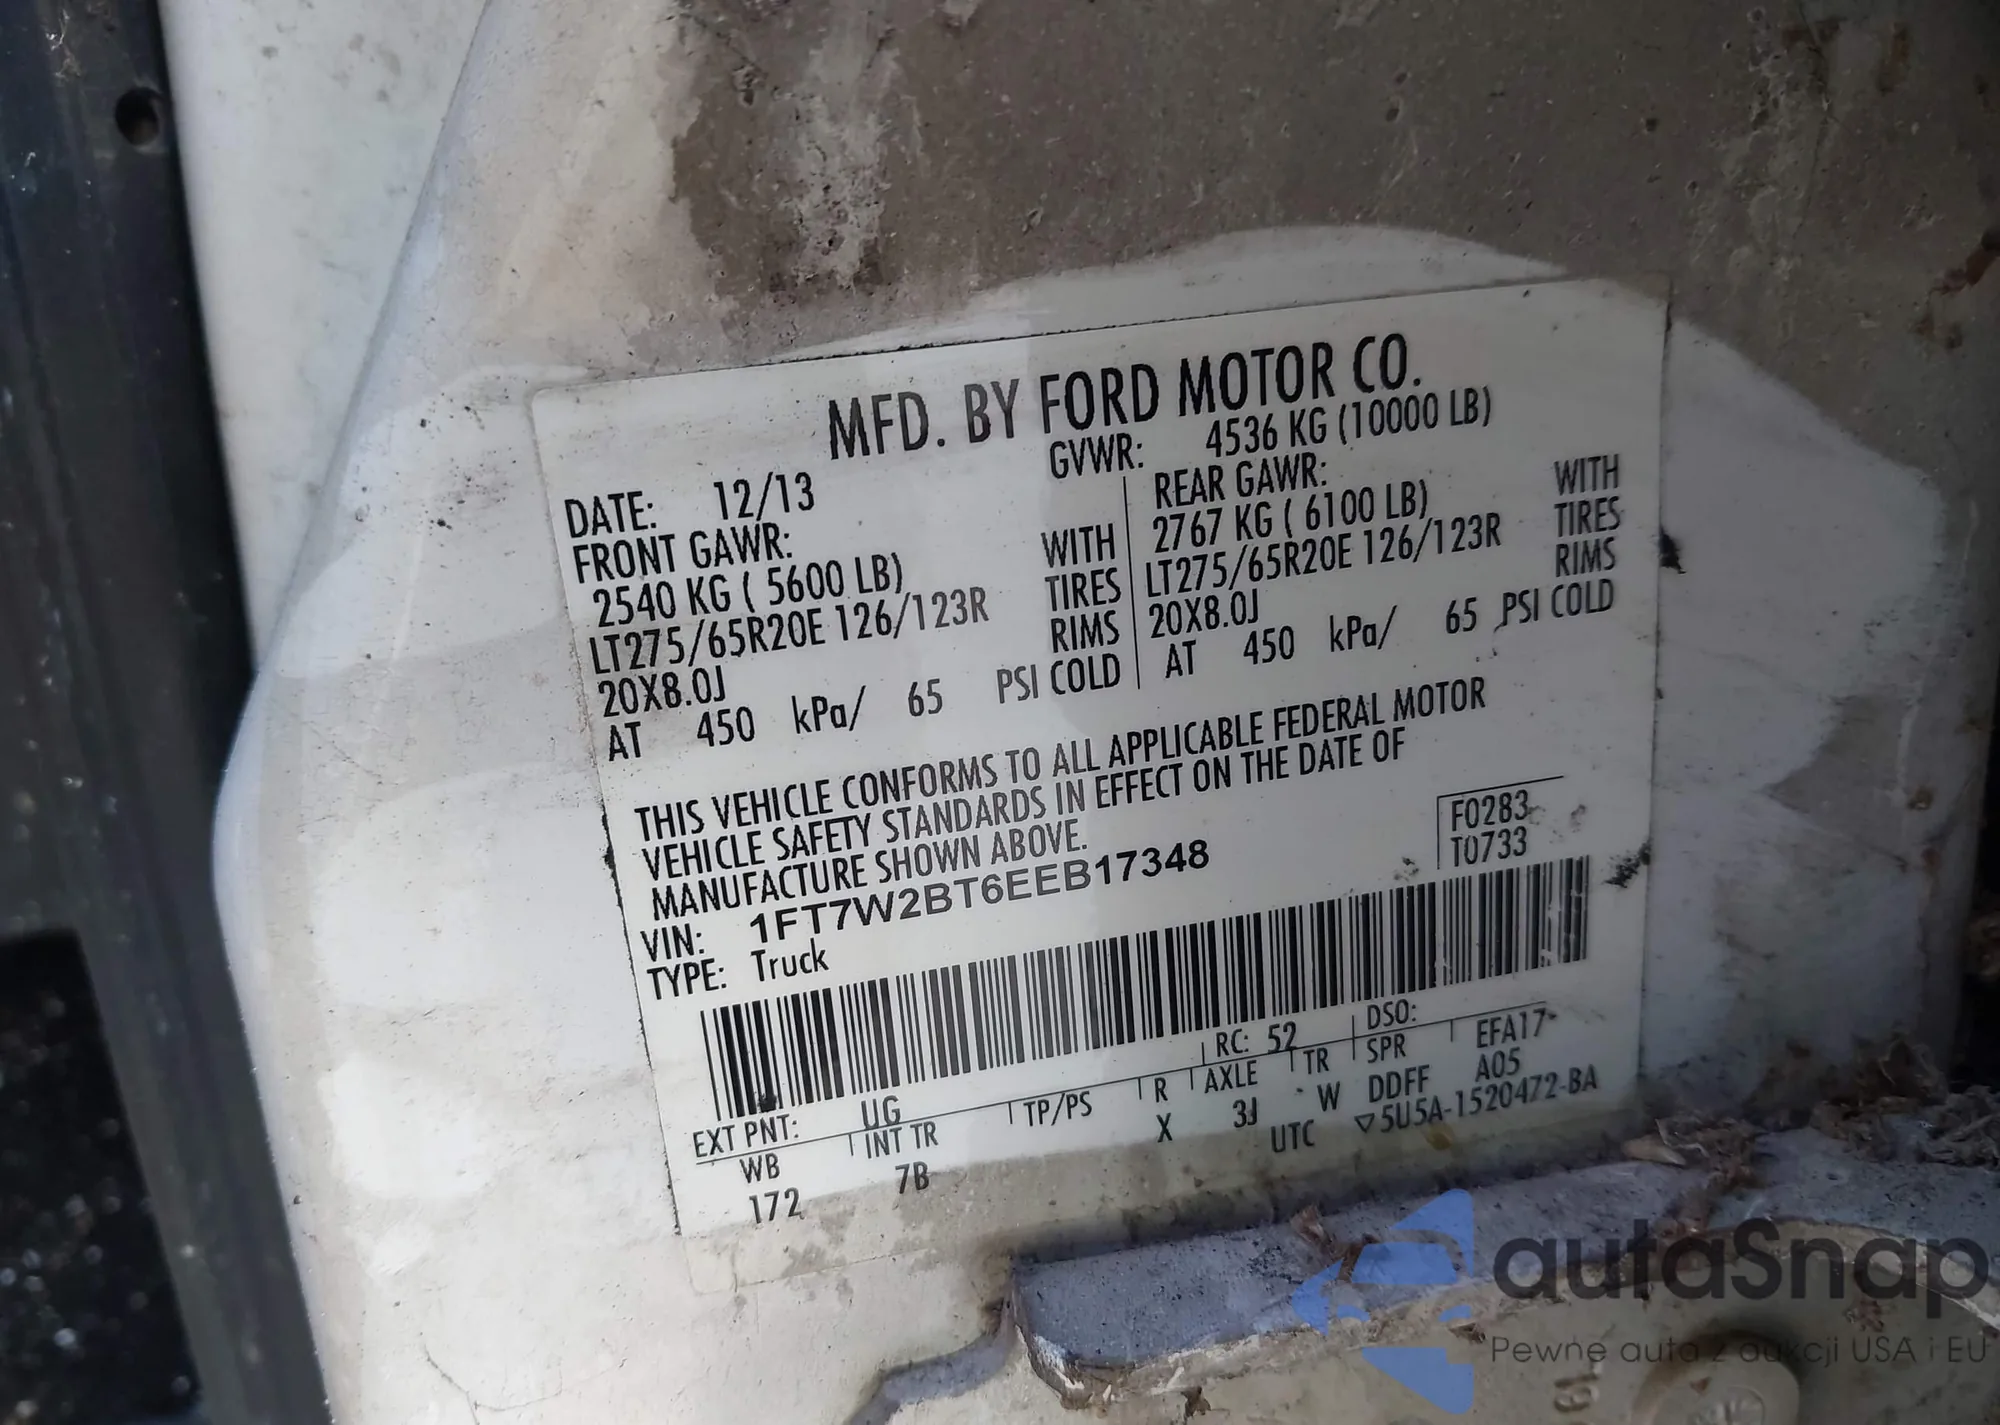 MFD. BY FORD MOTOR CO.
DATE: 12/13 GVWR: 4536 KG (10000 LB)
FRONT GAWR: REAR GAWR:
2540 KG ( 5600 LB) WITH 2767 KG ( 6100 LB) WITH
LT275/65R20E 126/123R TIRES LT275/65R20E 126/123R TIRES
20X8.0J RIMS 20X8.0J RIMS
AT 450 kPa/ 65 PSI COLD AT 450 kPa/ 65 PSI COLD
THIS VEHICLE CONFORMS TO ALL APPLICABLE FEDERAL MOTOR
VEHICLE SAFETY STANDARDS IN EFFECT ON THE DATE OF
MANUFACTURE SHOWN ABOVE.
F0283
T0733
VIN: 1FT7W2BT6EEB17348
TYPE: Truck
EXT PNT: UG RC: 52 DSO:
WB INT TR TP/PS R AXLE TR SPR EFA17
172 7B X 3J W DDFF A05
UTC ▽5U5A-1520472-BA
autaSnap
Pewne auta z aukcji USA i EU